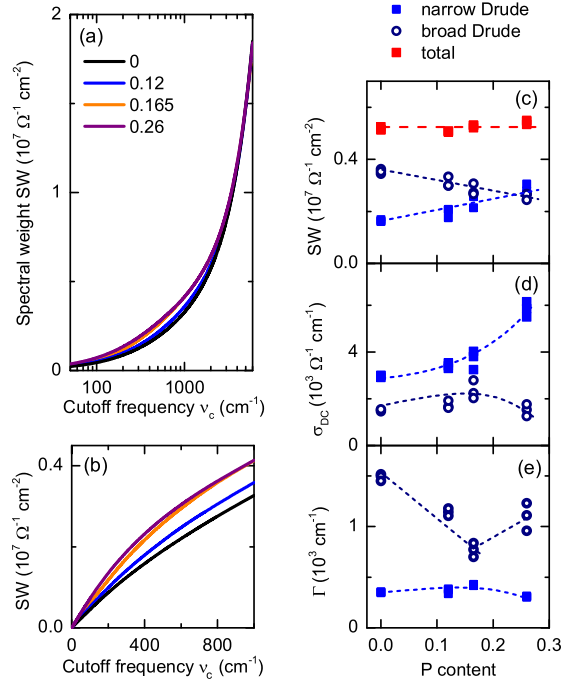 narrow Drude
broad Drude
total
(a)
0
0.12
0.165
0.26
2
1
0
Spectral weight SW (10⁷ Ω⁻¹ cm⁻²)
100
1000
Cutoff frequency ν_c (cm⁻¹)
(b)
0.4
0.0
SW (10⁷ Ω⁻¹ cm⁻²)
0
400
800
Cutoff frequency ν_c (cm⁻¹)
(c)
0.4
0.0
SW (10⁷ Ω⁻¹ cm⁻²)
(d)
6
4
2
0
σ_DC (10³ Ω⁻¹ cm⁻¹)
(e)
1
0
Γ (10³ cm⁻¹)
0.0
0.1
0.2
0.3
P content